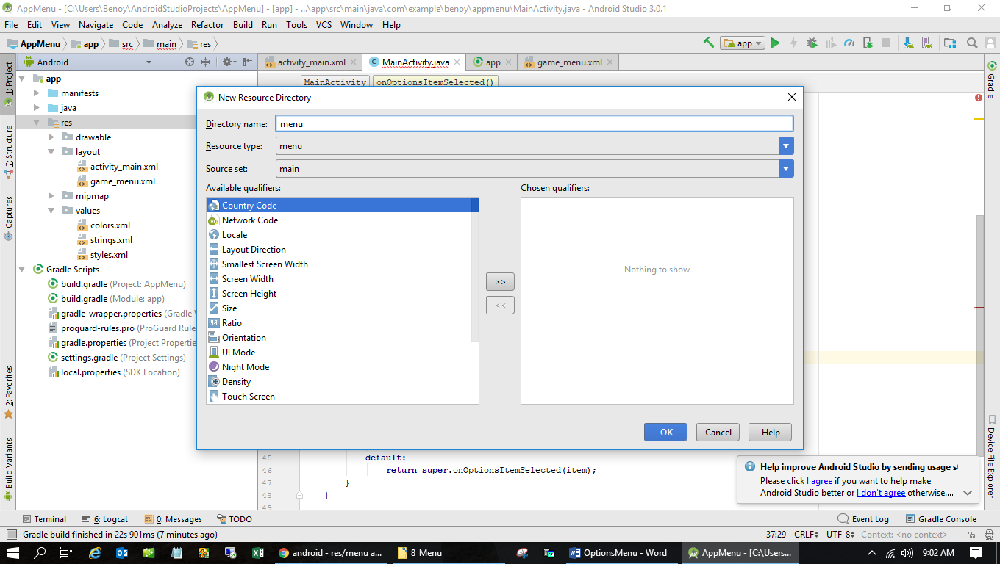 AppMenu - [C:\Users\Benoy\AndroidStudioProjects\AppMenu] - [app] - ...\app\src\main\java\com\example\benoy\appmenu\MainActivity.java - Android Studio 3.0.1
File Edit View Navigate Code Analyze Refactor Build Run Tools VCS Window Help
AppMenu app src main res app
Android activity_main.xml MainActivity.java app game_menu.xml
MainActivity onOptionsItemSelected()
1: Project
7: Structure
Captures
2: Favorites
Build Variants
app
manifests
java
res
drawable
layout
activity_main.xml
game_menu.xml
mipmap
values
colors.xml
strings.xml
styles.xml
Gradle Scripts
build.gradle (Project: AppMenu)
build.gradle (Module: app)
gradle-wrapper.properties (Gradle
proguard-rules.pro (ProGuard Rule
gradle.properties (Project Propertie
settings.gradle (Project Settings)
local.properties (SDK Location)
New Resource Directory
Directory name: menu
Resource type: menu
Source set: main
Available qualifiers: Chosen qualifiers:
Country Code
Network Code
Locale
Layout Direction
Smallest Screen Width
Screen Width
Screen Height
Size
Ratio
Orientation
UI Mode
Night Mode
Density
Touch Screen
>>
<<
Nothing to show
OK Cancel Help
45 default:
46 return super.onOptionsItemSelected(item);
47 }
48 }
49
Gradle
Device File Explorer
Help improve Android Studio by sending usage st
Please click I agree if you want to help make
Android Studio better or I don't agree otherwise....
Terminal 6: Logcat 0: Messages TODO Event Log Gradle Console
Gradle build finished in 22s 901ms (7 minutes ago) 37:29 CRLF UTF-8 Context: <no context>
android - res/menu a... 8_Menu OptionsMenu - Word AppMenu - [C:\Users... 9:02 AM